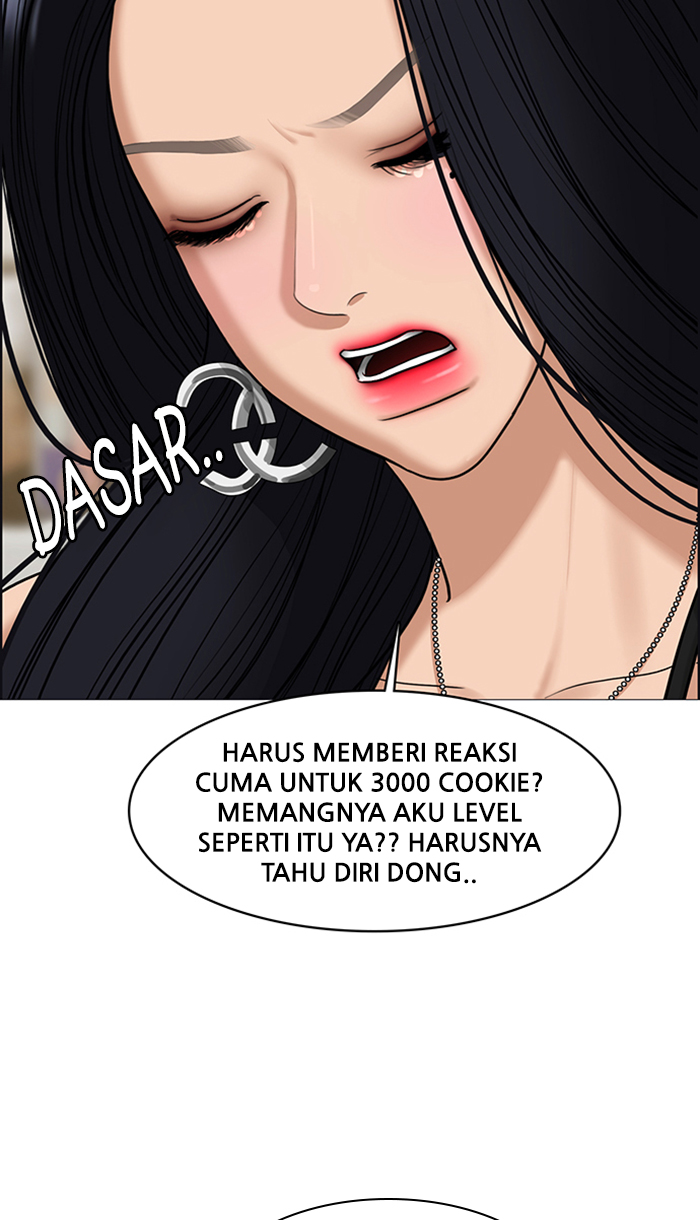 DASAR..
HARUS MEMBERI REAKSI
CUMA UNTUK 3000 COOKIE?
MEMANGNYA AKU LEVEL
SEPERTI ITU YA?? HARUSNYA
TAHU DIRI DONG..